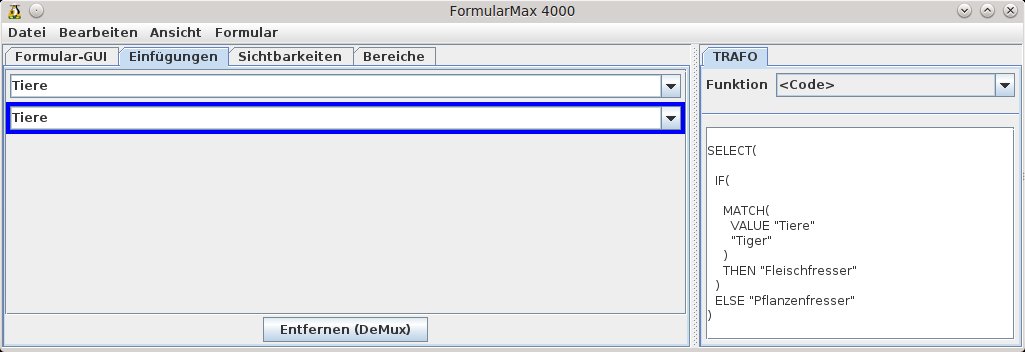 FormularMax 4000
Datei Bearbeiten Ansicht Formular
Formular-GUI Einfügungen Sichtbarkeiten Bereiche
Tiere
Tiere
Entfernen (DeMux)
TRAFO
Funktion <Code>
SELECT(
IF(
MATCH(
VALUE "Tiere"
"Tiger"
)
THEN "Fleischfresser"
)
ELSE "Pflanzenfresser"
)